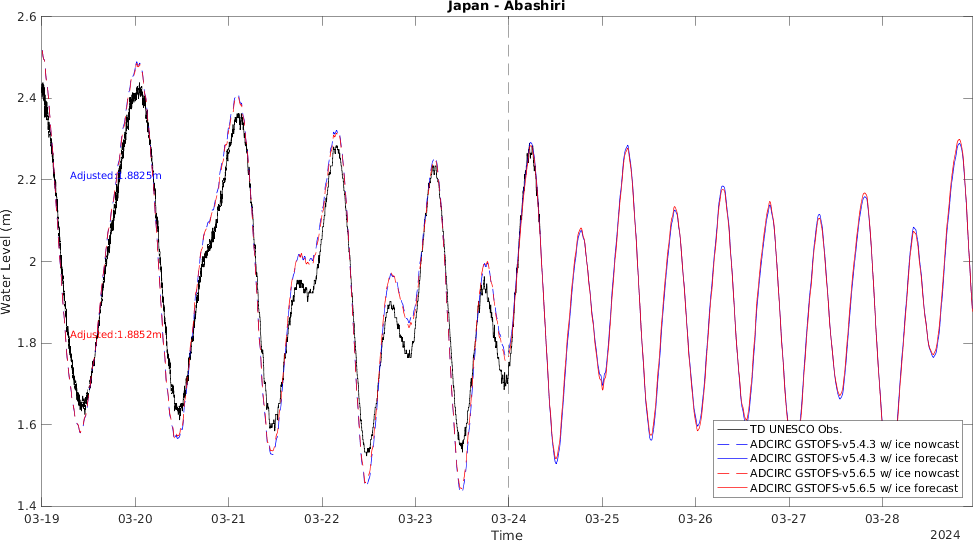 Japan - Abashiri
2.6
2.4
2.2
2
1.8
1.6
1.4
Water Level (m)
Adjusted:1.8825m
Adjusted:1.8852m
TD UNESCO Obs.
ADCIRC GSTOFS-v5.4.3 w/ ice nowcast
ADCIRC GSTOFS-v5.4.3 w/ ice forecast
ADCIRC GSTOFS-v5.6.5 w/ ice nowcast
ADCIRC GSTOFS-v5.6.5 w/ ice forecast
03-19 03-20 03-21 03-22 03-23 03-24 03-25 03-26 03-27 03-28
Time
2024